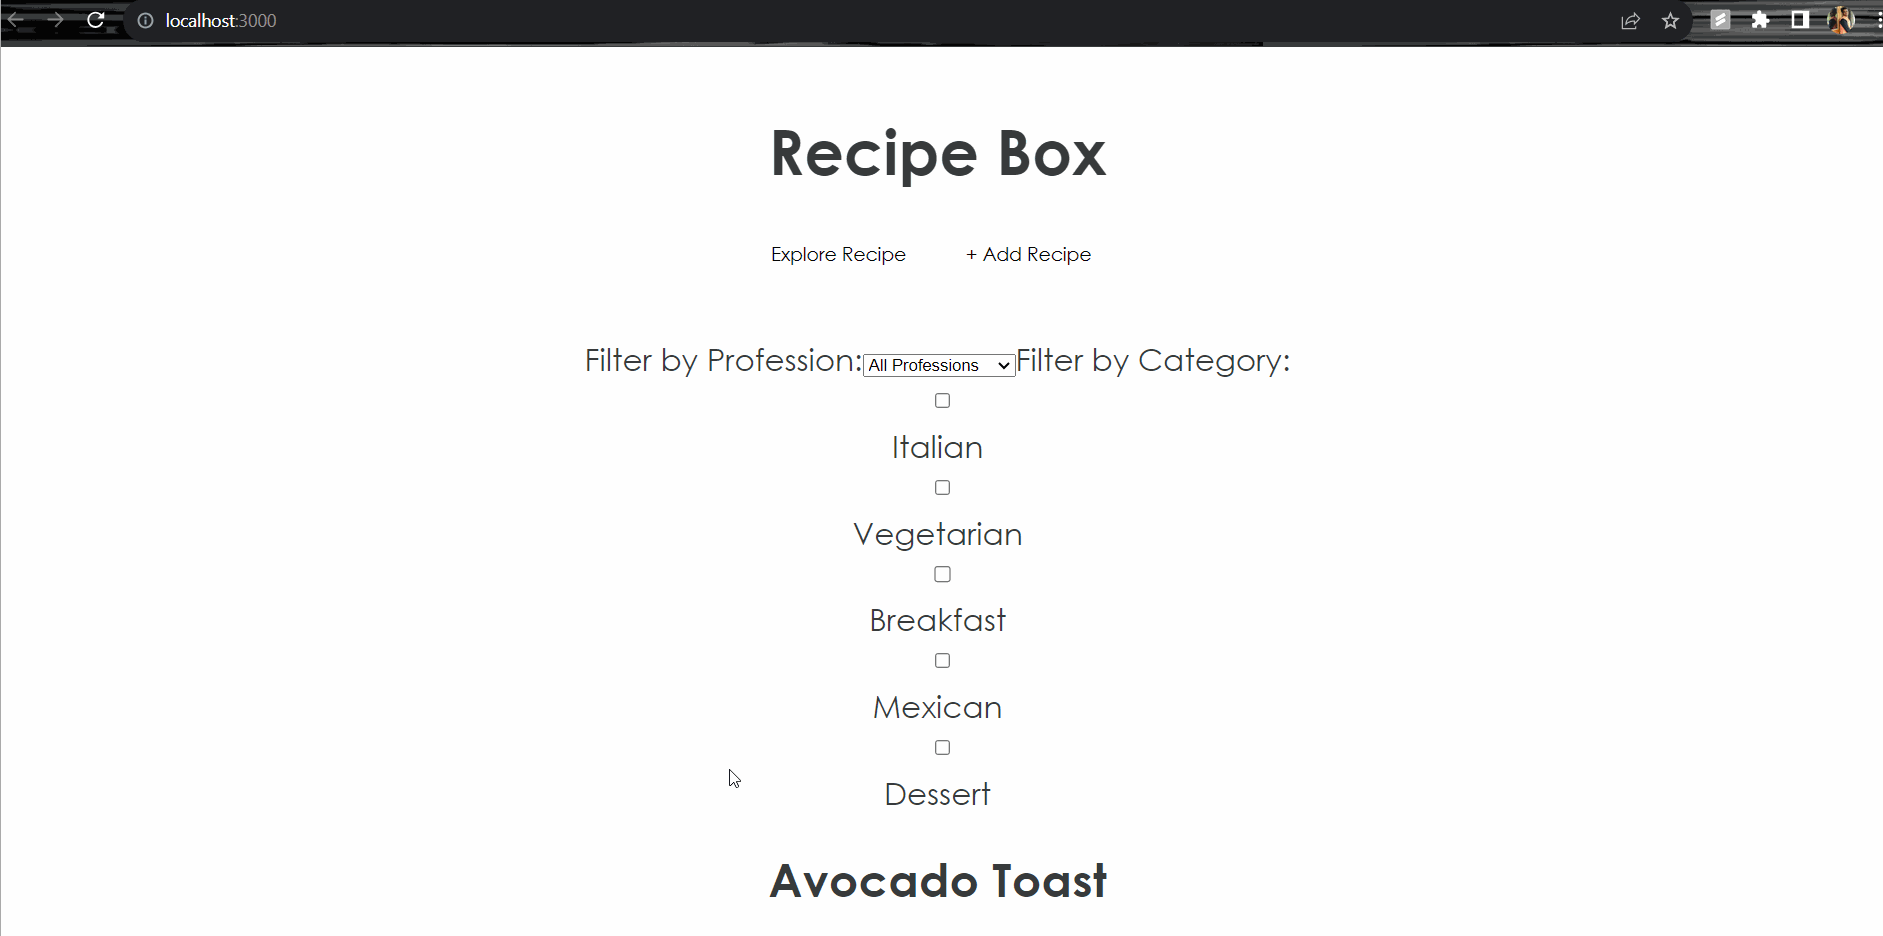 localhost:3000
Recipe Box
Explore Recipe + Add Recipe
Filter by Profession: All Professions Filter by Category:
Italian
Vegetarian
Breakfast
Mexican
Dessert
Avocado Toast